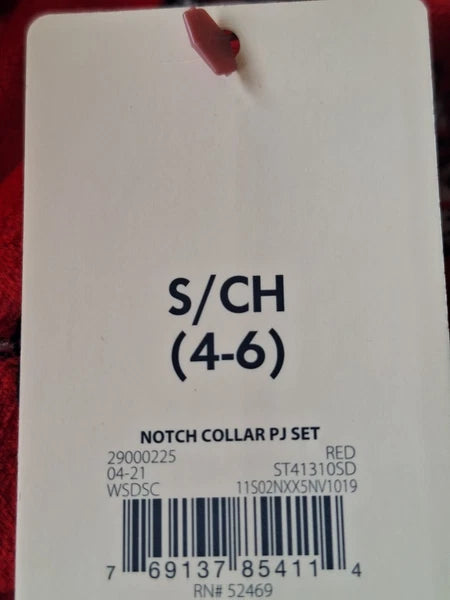 S/CH
(4-6)
NOTCH COLLAR PJ SET
29000225 RED
04-21 ST41310SD
WSDSC 11S02NXX5NV1019
7 69137 85411 4
RN# 52469